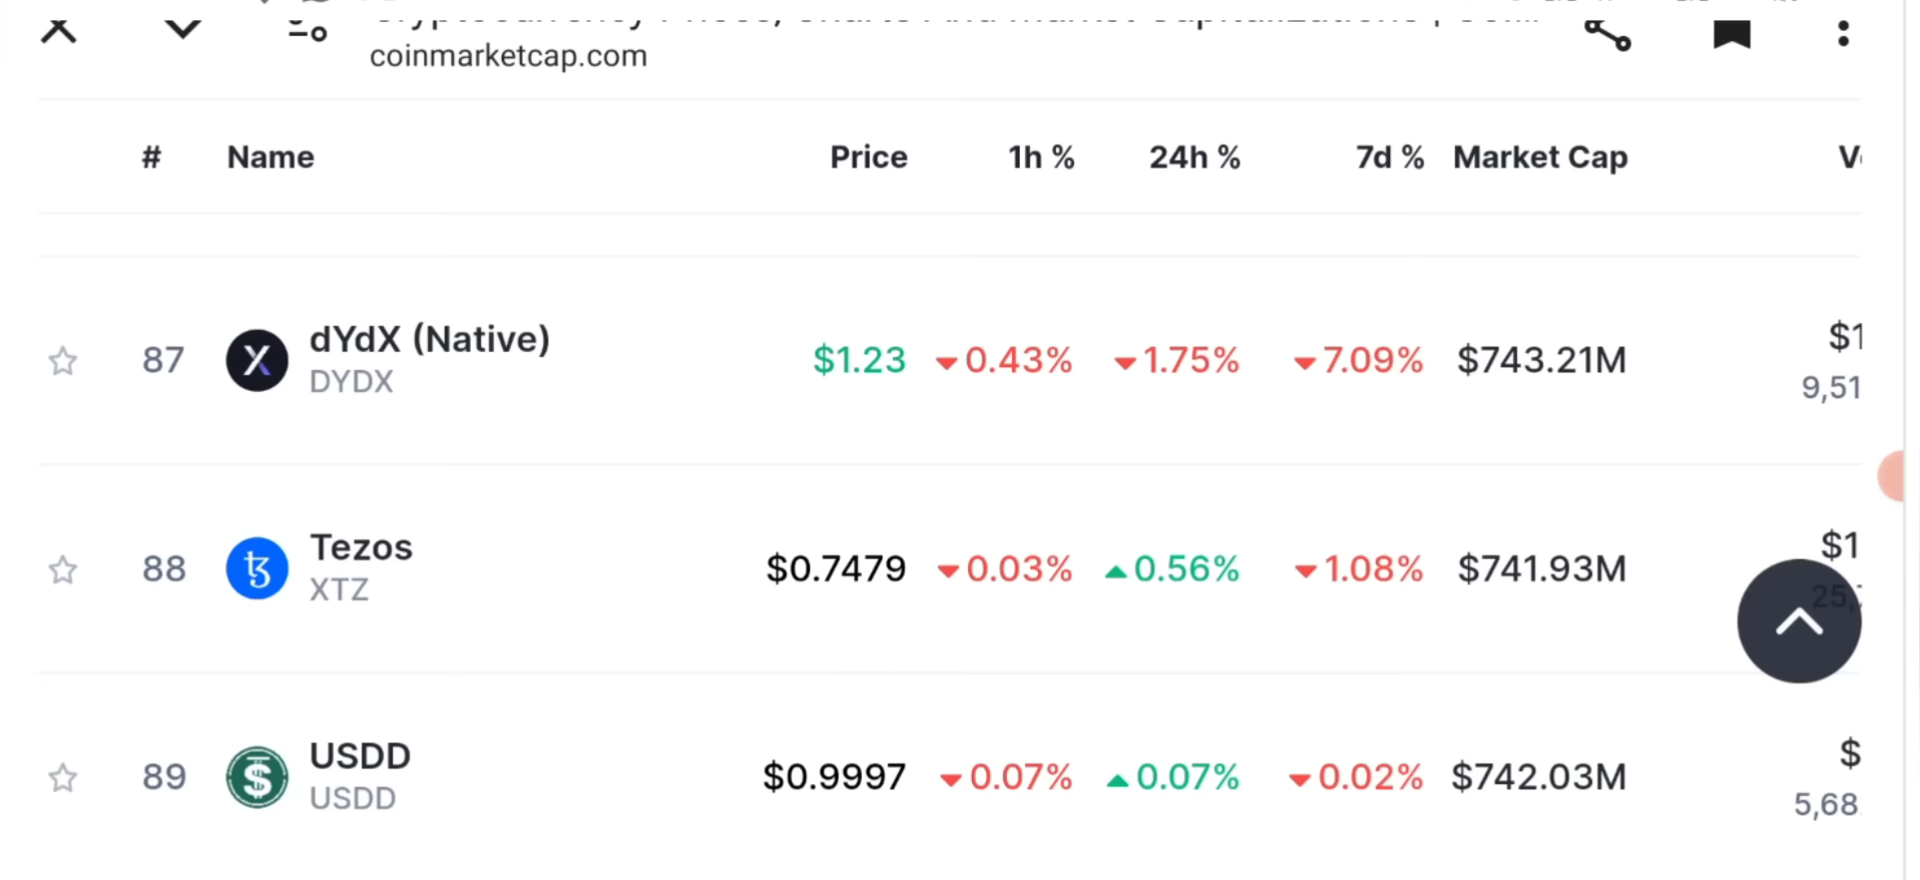 coinmarketcap.com
# Name Price 1h % 24h % 7d % Market Cap
dYdX (Native)
87 $1.23 0.43% 1.75% 7.09% $743.21M $1
DYDX 9,51
Tezos
88 $0.7479 0.03% 0.56% 1.08% $741.93M $1
XTZ
USDD
89 $0.9997 0.07% 0.07% 0.02% $742.03M $
USDD 5,68